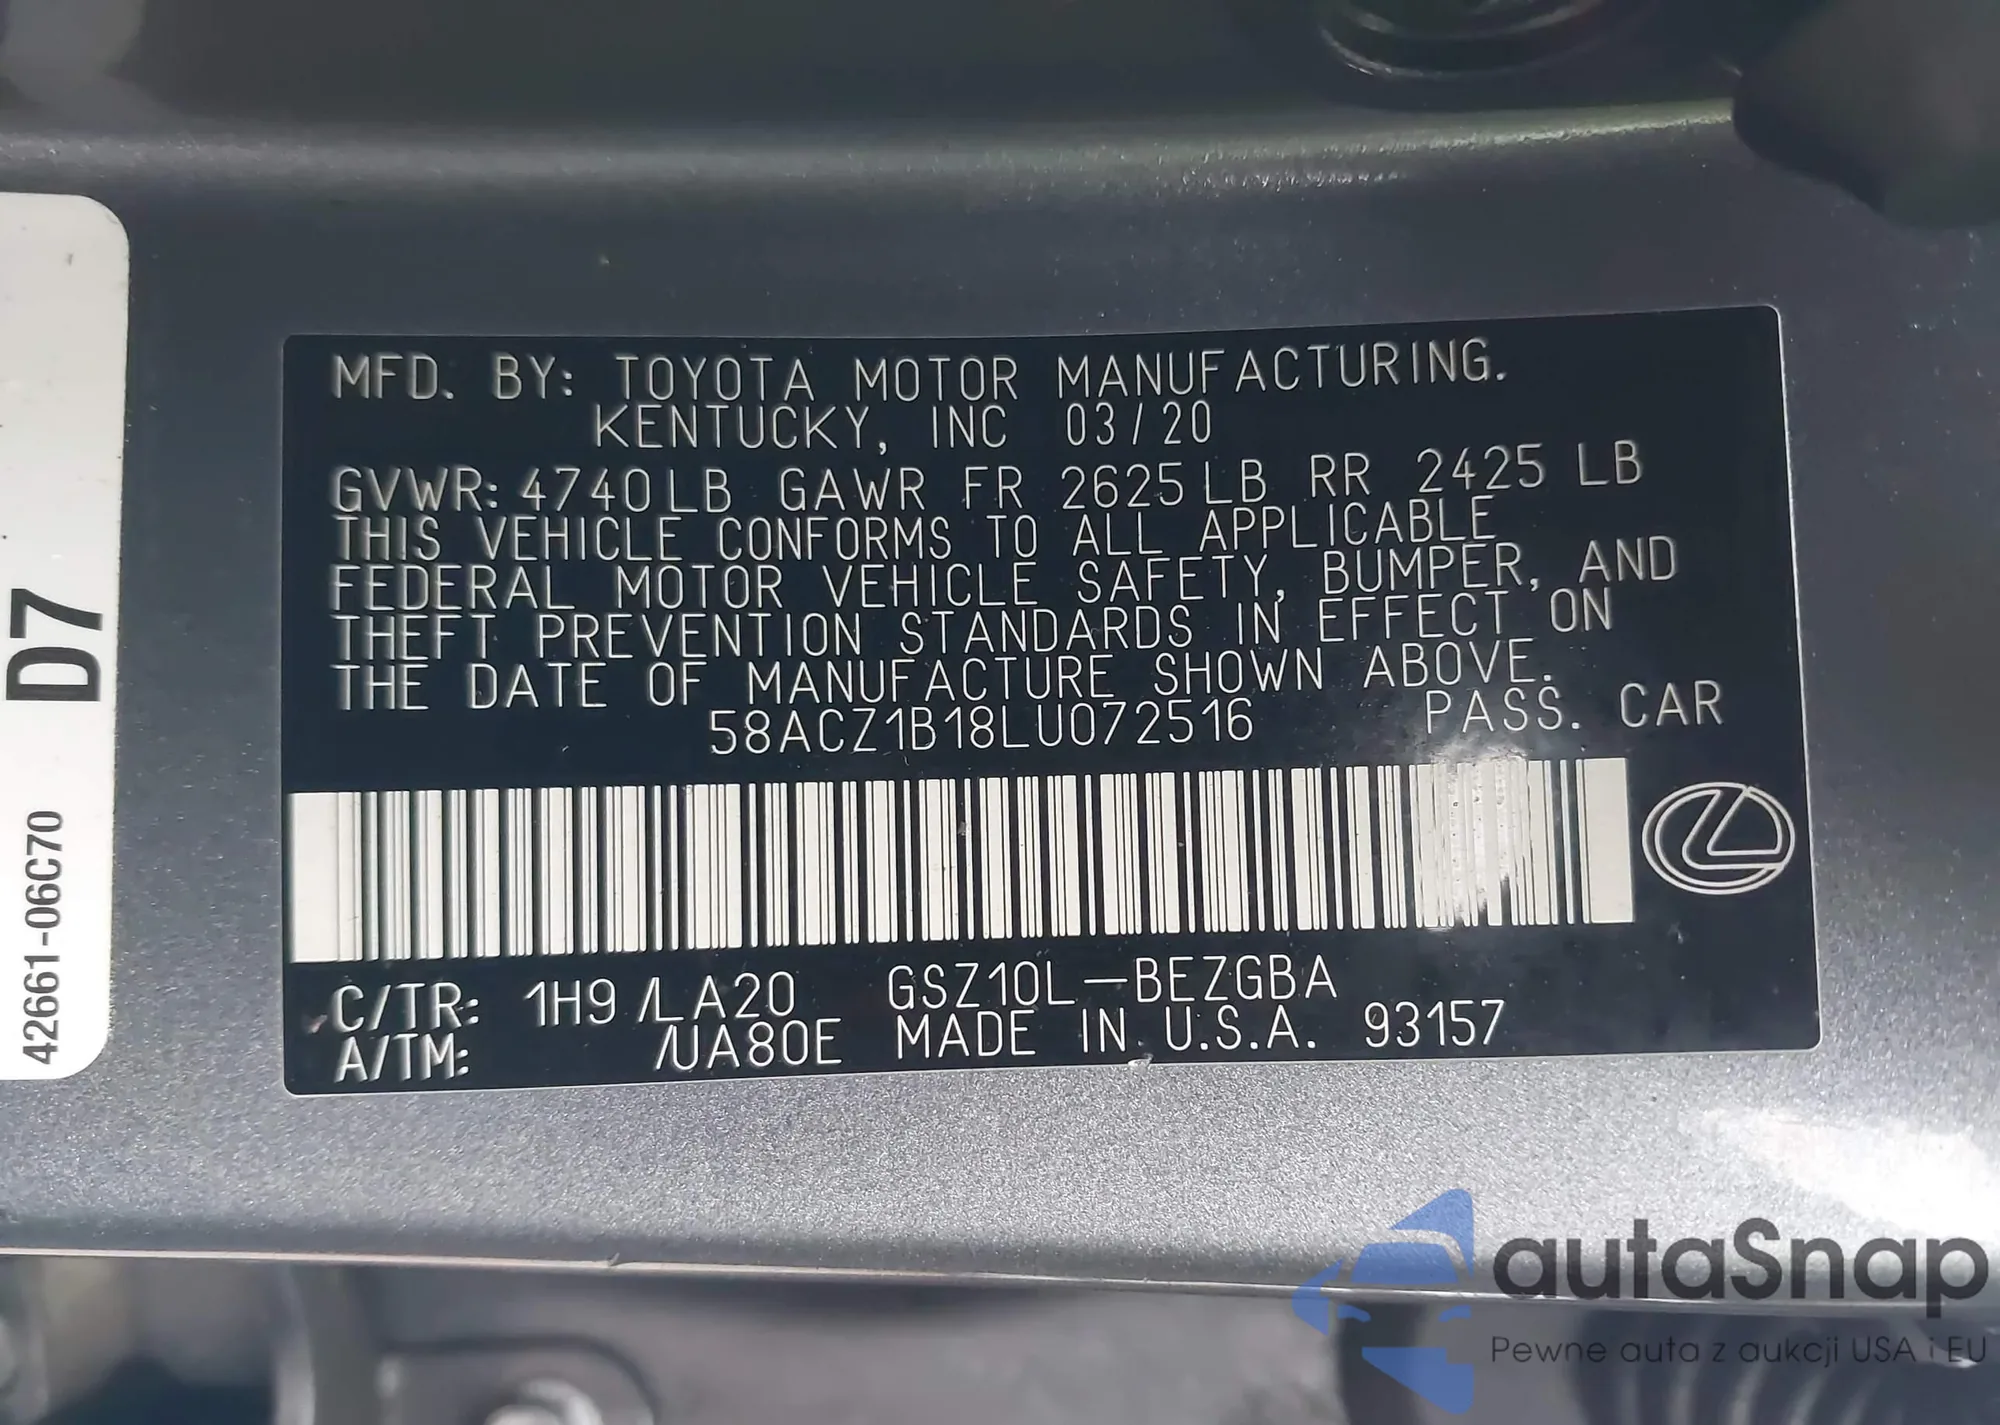 MFD. BY: TOYOTA MOTOR MANUFACTURING.
KENTUCKY, INC 03/20
GVWR: 4740LB GAWR FR 2625LB RR 2425 LB
THIS VEHICLE CONFORMS TO ALL APPLICABLE
FEDERAL MOTOR VEHICLE SAFETY, BUMPER, AND
THEFT PREVENTION STANDARDS IN EFFECT ON
THE DATE OF MANUFACTURE SHOWN ABOVE.
58ACZ1B18LU072516 PASS. CAR
C/TR: 1H9 /LA20 GSZ10L-BEZGBA
A/TM: /UA80E MADE IN U.S.A. 93157
D7
42661-06C70
autaSnap
Pewne auta z aukcji USA i EU